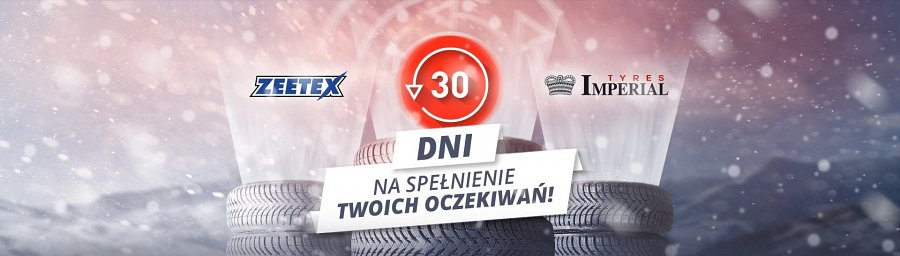 ZEETEX
30
TYRES
IMPERIAL
DNI
NA SPEŁNIENIE
TWOICH OCZEKIWAŃ!